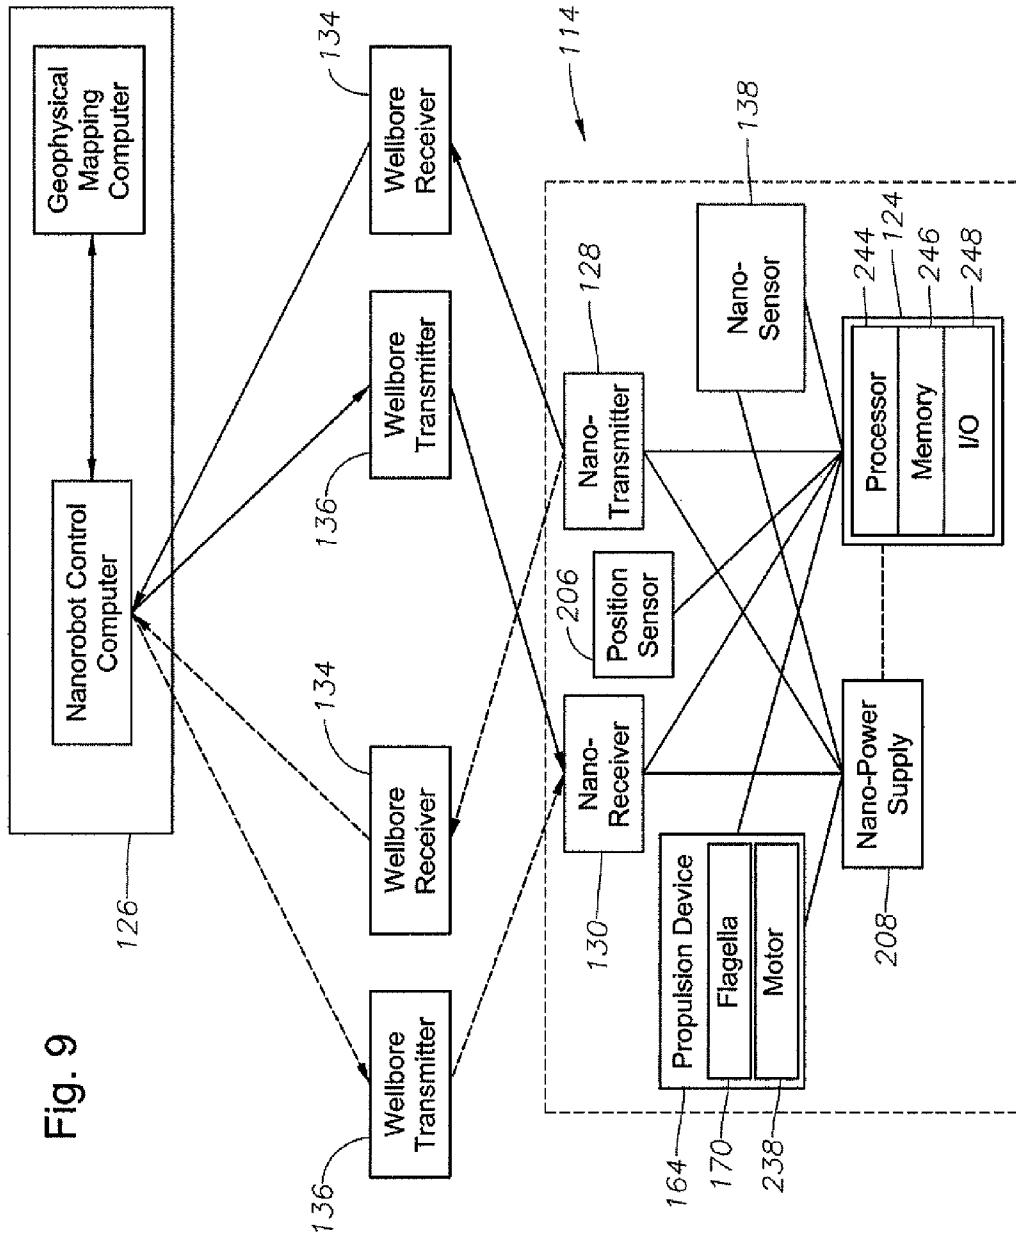 Fig. 9
126
Nanorobot Control
Computer
Geophysical
Mapping
Computer
136
Wellbore
Transmitter
134
Wellbore
Receiver
136
Wellbore
Transmitter
134
Wellbore
Receiver
114
130
Nano-
Receiver
206
Position
Sensor
Nano-
Transmitter
128
Nano-
Sensor
138
164
Propulsion Device
170
Flagella
238
Motor
208
Nano-Power
Supply
Processor
244
124
Memory
246
I/O
248